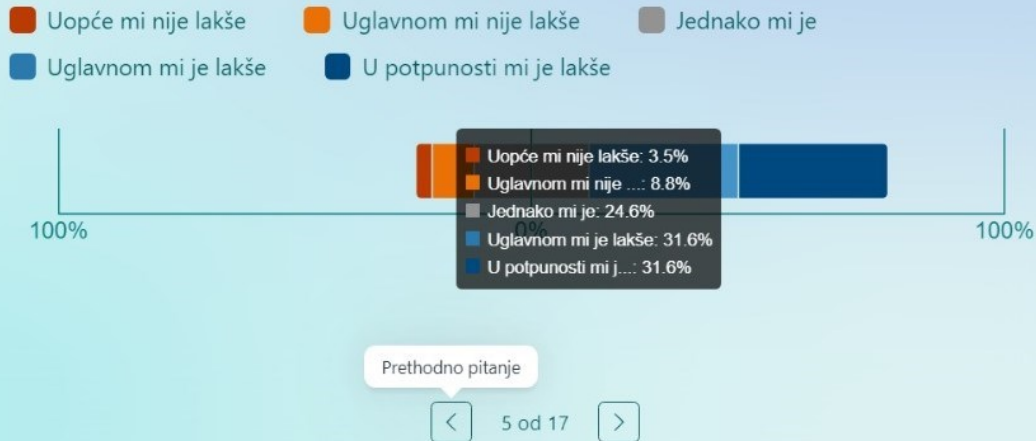 Uopće mi nije lakše Uglavnom mi nije lakše Jednako mi je
Uglavnom mi je lakše U potpunosti mi je lakše
Uopće mi nije lakše: 3.5%
Uglavnom mi nije ...: 8.8%
Jednako mi je: 24.6%
Uglavnom mi je lakše: 31.6%
U potpunosti mi j...: 31.6%
100% 0% 100%
Prethodno pitanje
< 5 od 17 >